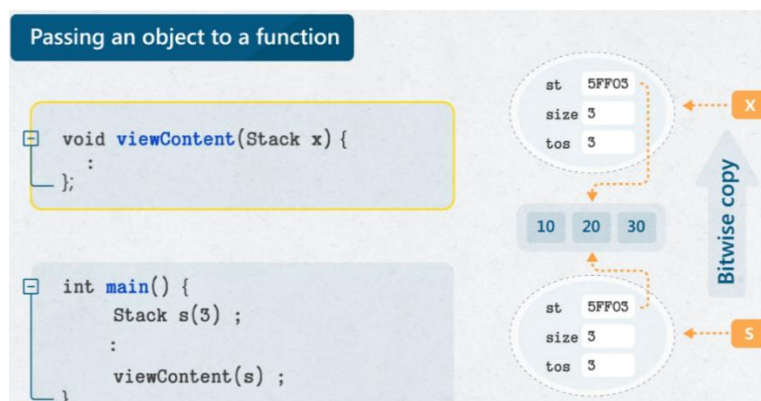 Passing an object to a function
void viewContent(Stack x) {
:
};
int main() {
Stack s(3) ;
:
viewContent(s) ;
}
st 5FF03
size 3
tos 3
X
10 20 30
Bitwise copy
st 5FF03
size 3
tos 3
S